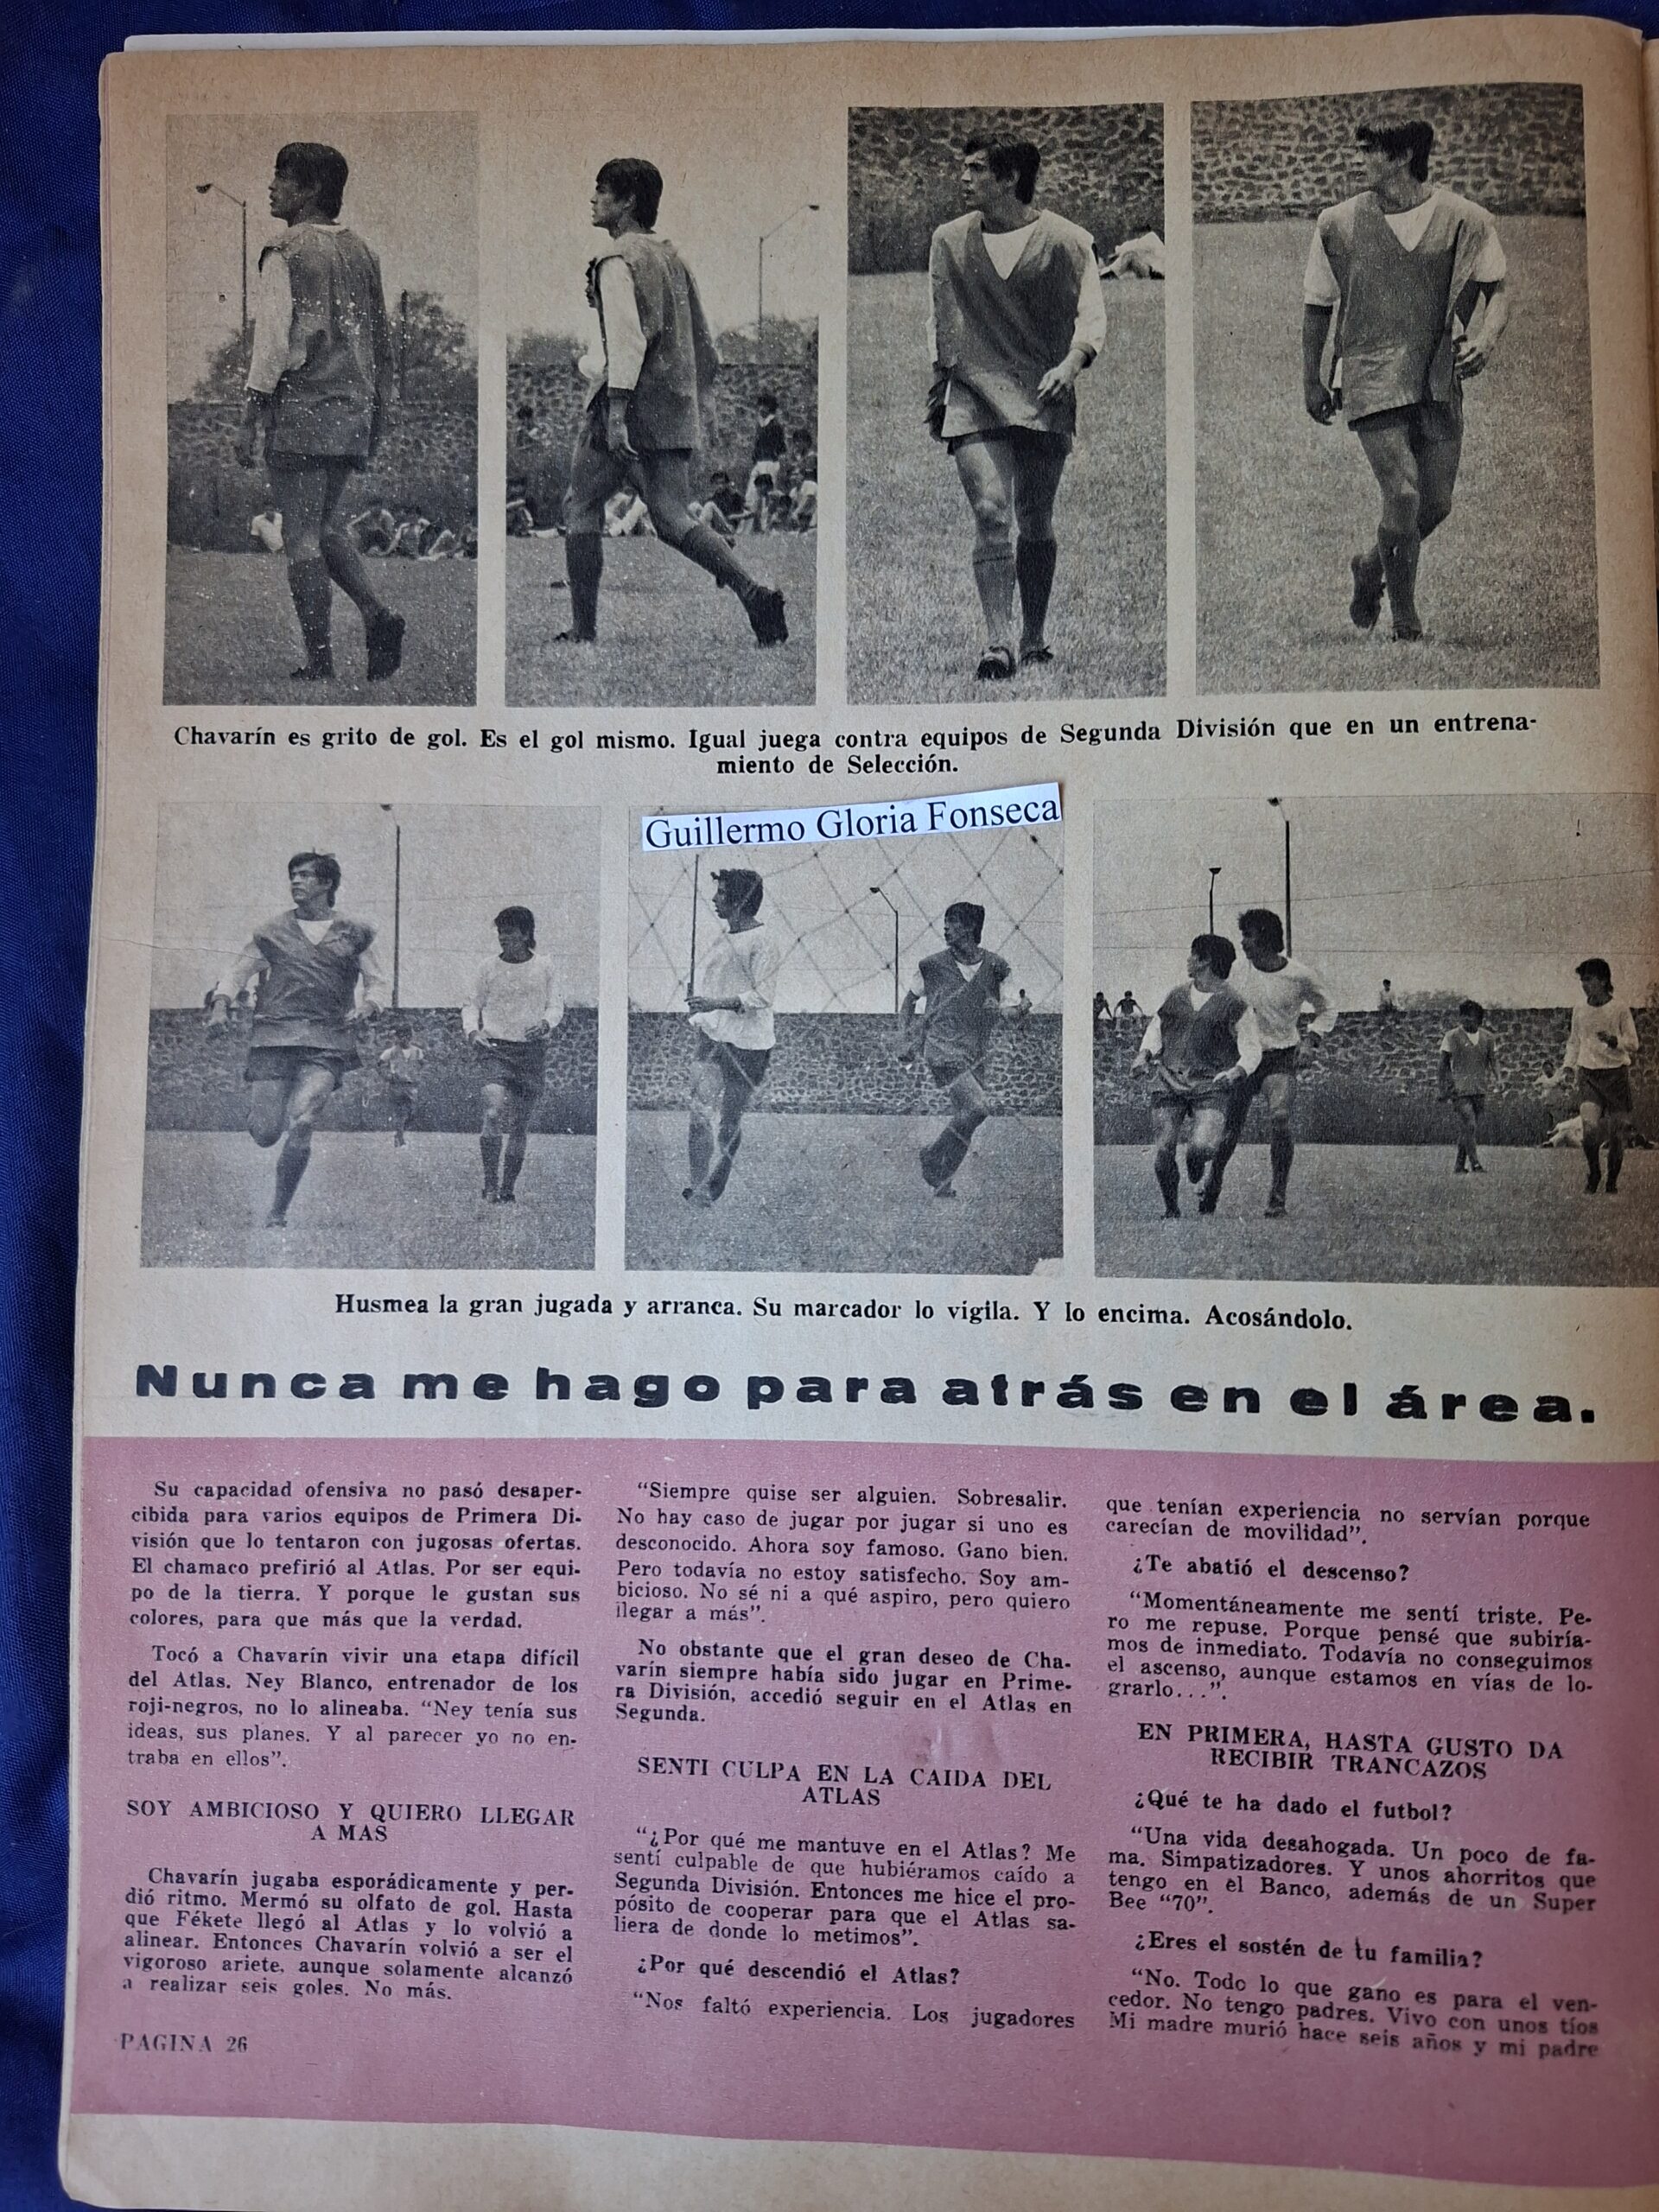 Chavarín es grito de gol. Es el gol mismo. Igual juega contra equipos de Segunda División que en un entrena-
miento de Selección.
Guillermo Gloria Fonseca
Husmea la gran jugada y arranca. Su marcador lo vigila. Y lo encima. Acosándolo.
Nunca me hago para atrás en el área.
Su capacidad ofensiva no pasó desaper-
cibida para varios equipos de Primera Di-
visión que lo tentaron con jugosas ofertas.
El chamaco prefirió al Atlas. Por ser equi-
po de la tierra. Y porque le gustan sus
colores, para que más que la verdad.
Tocó a Chavarín vivir una etapa difícil
del Atlas. Ney Blanco, entrenador de los
roji-negros, no lo alineaba. “Ney tenía sus
ideas, sus planes. Y al parecer yo no en-
traba en ellos”.
SOY AMBICIOSO Y QUIERO LLEGAR
A MAS
Chavarín jugaba esporádicamente y per-
dió ritmo. Mermó su olfato de gol. Hasta
que Fékete llegó al Atlas y lo volvió a
alinear. Entonces Chavarín volvió a ser el
vigoroso ariete, aunque solamente alcanzó
a realizar seis goles. No más.
PAGINA 26
“Siempre quise ser alguien. Sobresalir.
No hay caso de jugar por jugar si uno es
desconocido. Ahora soy famoso. Gano bien.
Pero todavía no estoy satisfecho. Soy am-
bicioso. No sé ni a qué aspiro, pero quiero
llegar a más”.
No obstante que el gran deseo de Cha-
varín siempre había sido jugar en Prime-
ra División, accedió seguir en el Atlas en
Segunda.
SENTI CULPA EN LA CAIDA DEL
ATLAS
“¿Por qué me mantuve en el Atlas? Me
sentí culpable de que hubiéramos caído a
Segunda División. Entonces me hice el pro-
pósito de cooperar para que el Atlas sa-
liera de donde lo metimos”.
¿Por qué descendió el Atlas?
“Nos faltó experiencia. Los jugadores
que tenían experiencia no servían porque
carecían de movilidad”.
¿Te abatió el descenso?
“Momentáneamente me sentí triste. Pe-
ro me repuse. Porque pensé que subiría-
mos de inmediato. Todavía no conseguimos
el ascenso, aunque estamos en vías de lo-
grarlo...”.
EN PRIMERA, HASTA GUSTO DA
RECIBIR TRANCAZOS
¿Qué te ha dado el futbol?
“Una vida desahogada. Un poco de fa-
ma. Simpatizadores. Y unos ahorritos que
tengo en el Banco, además de un Super
Bee “70”.
¿Eres el sostén de tu familia?
“No. Todo lo que gano es para el ven-
cedor. No tengo padres. Vivo con unos tíos
Mi madre murió hace seis años y mi padre